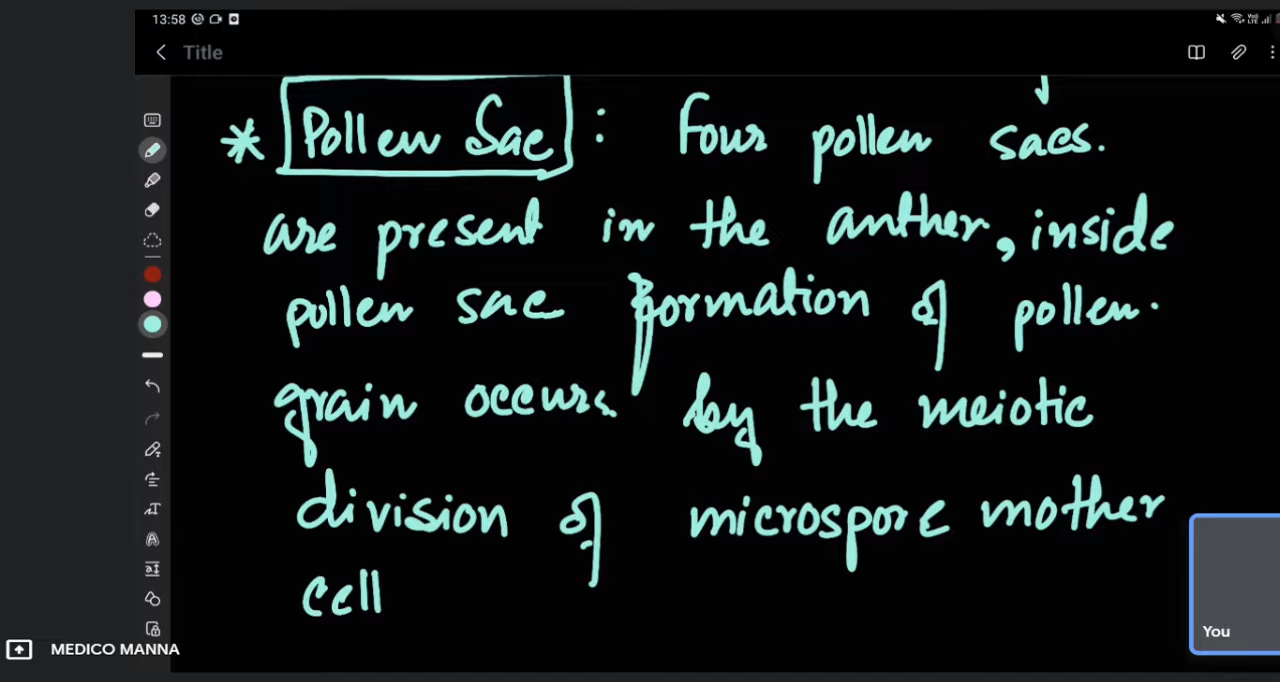 13:58
Title
* Pollen Sac : Four pollen sacs.
are present in the anther, inside
pollen sac formation of pollen.
grain occurs by the meiotic
division of microspore mother
cell
You
MEDICO MANNA